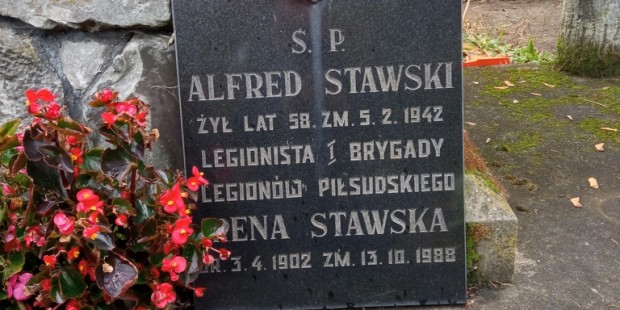 Ś. P.
ALFRED STAWSKI
ŻYŁ LAT 58. ZM. 5. 2. 1942
LEGIONISTA I BRYGADY
LEGIONÓW PIŁSUDSKIEGO
STAWSKA
3. 4. 1902 ZM. 13. 10. 1988